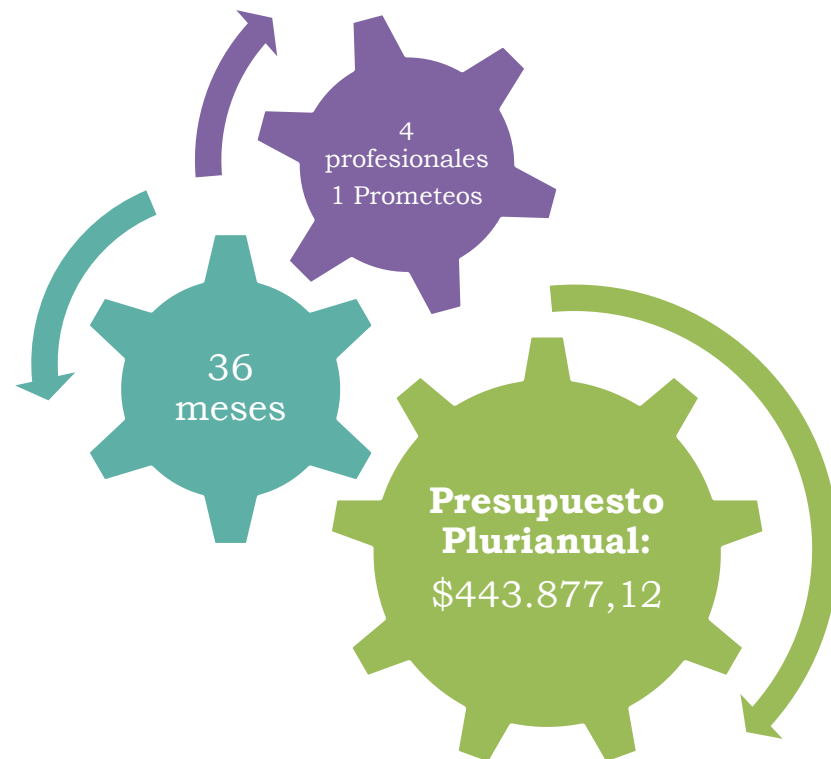 4
profesionales
1 Prometeos
36
meses
Presupuesto
Plurianual:
$443.877,12